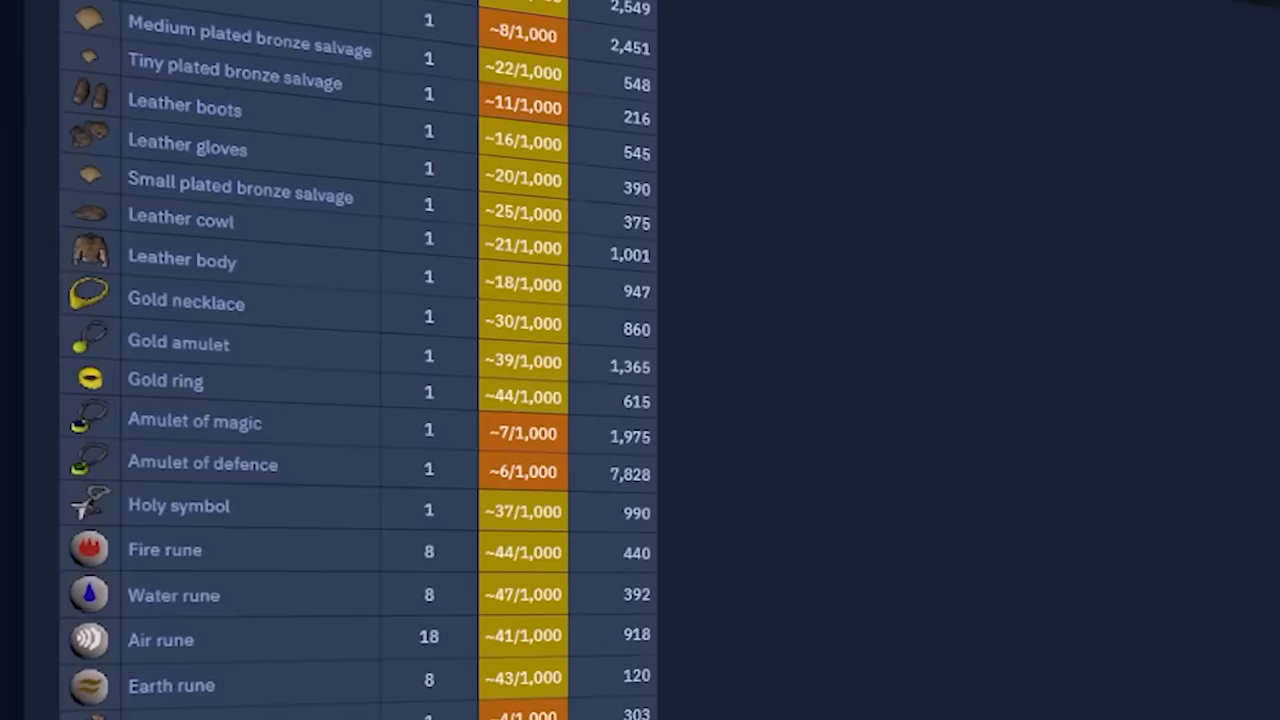 2,549
1 ~8/1,000 2,451
Medium plated bronze salvage 1 ~22/1,000 548
Tiny plated bronze salvage 1 ~11/1,000 216
Leather boots 1 ~16/1,000 545
Leather gloves 1 ~20/1,000 390
Small plated bronze salvage 1 ~25/1,000 375
Leather cowl 1 ~21/1,000 1,001
Leather body 1 ~18/1,000 947
Gold necklace 1 ~30/1,000 860
Gold amulet 1 ~39/1,000 1,365
Gold ring 1 ~44/1,000 615
Amulet of magic 1 ~7/1,000 1,975
Amulet of defence 1 ~6/1,000 7,828
Holy symbol 1 ~37/1,000 990
Fire rune 8 ~44/1,000 440
Water rune 8 ~47/1,000 392
Air rune 18 ~41/1,000 918
Earth rune 8 ~43/1,000 120
1 ~4/1,000 303